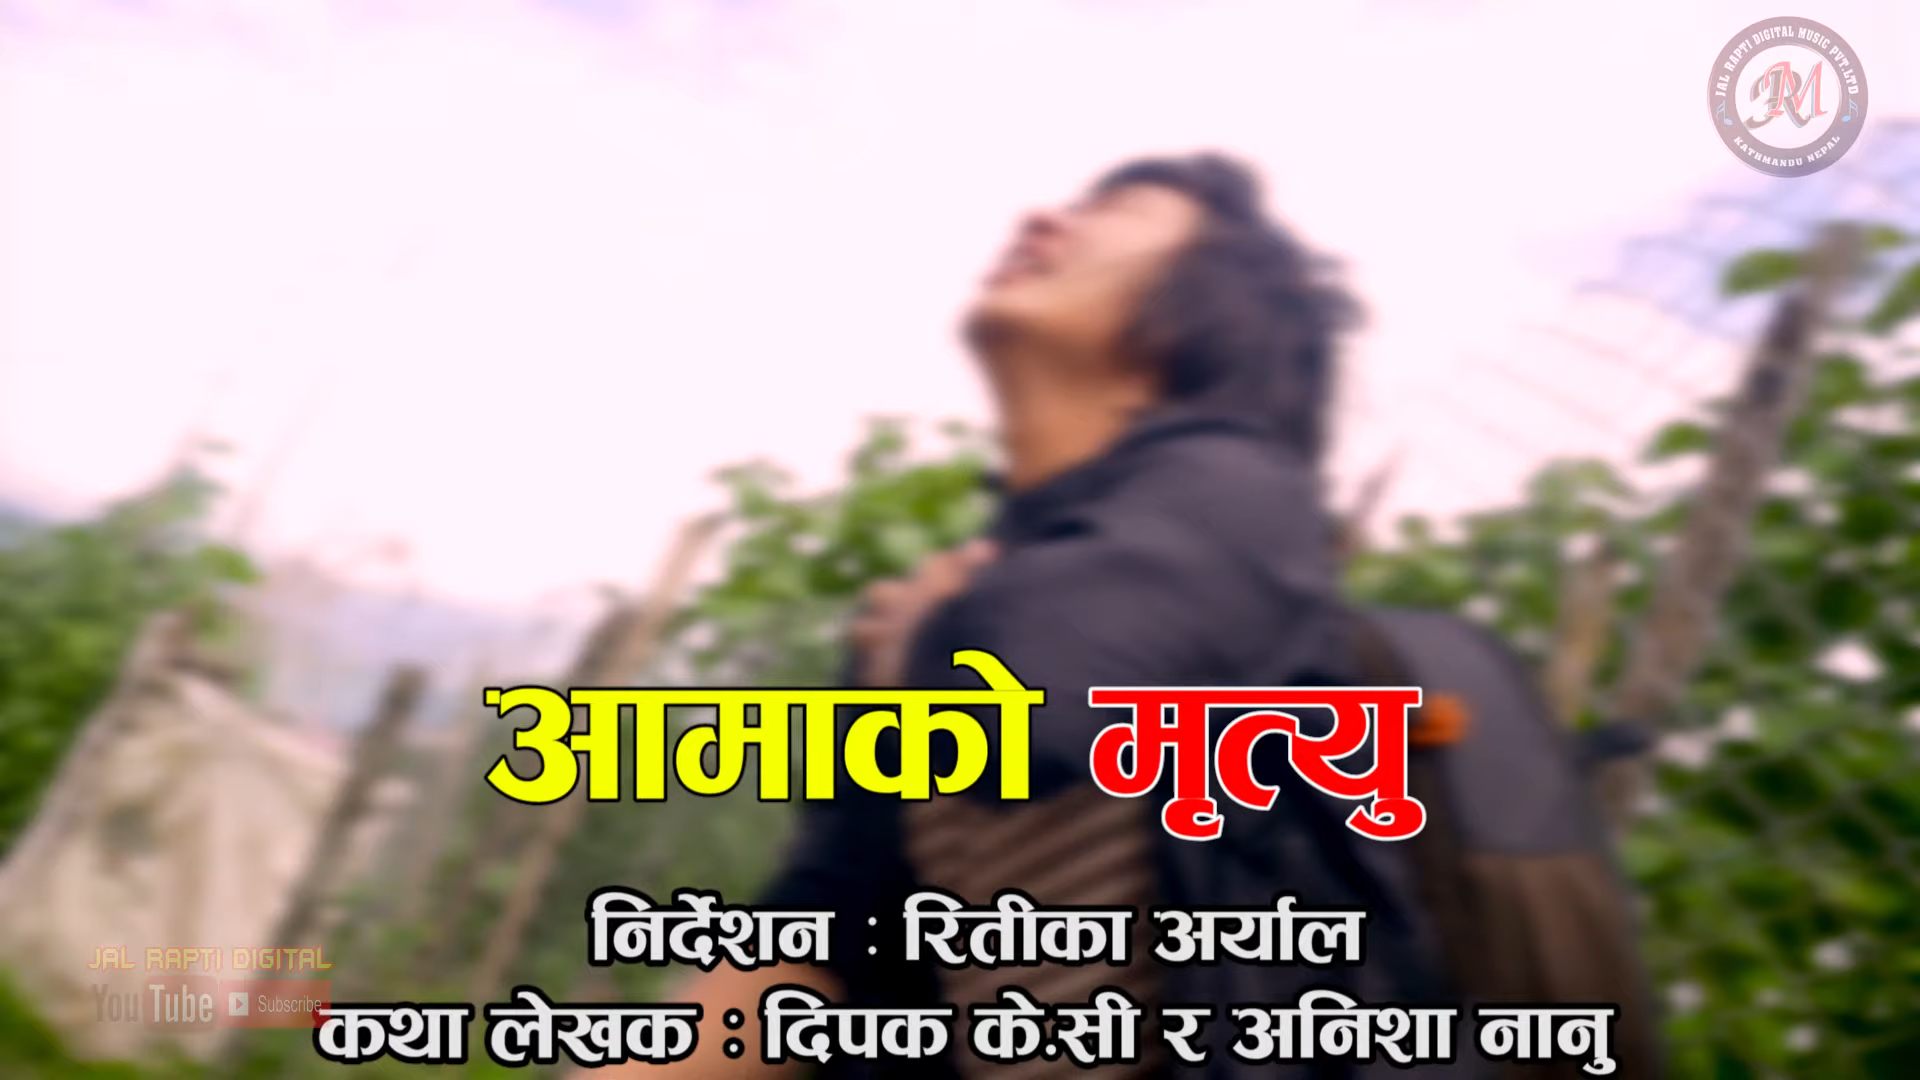 JAL RAPTI DIGITAL MUSIC PVT.LTD
JRM
KATHMANDU NEPAL
आमाको मृत्यु
निर्देशन : रितीका अर्याल
JAL RAPTI DIGITAL
YouTube Subscribe
कथा लेखक : दिपक के.सी र अनिशा नानु